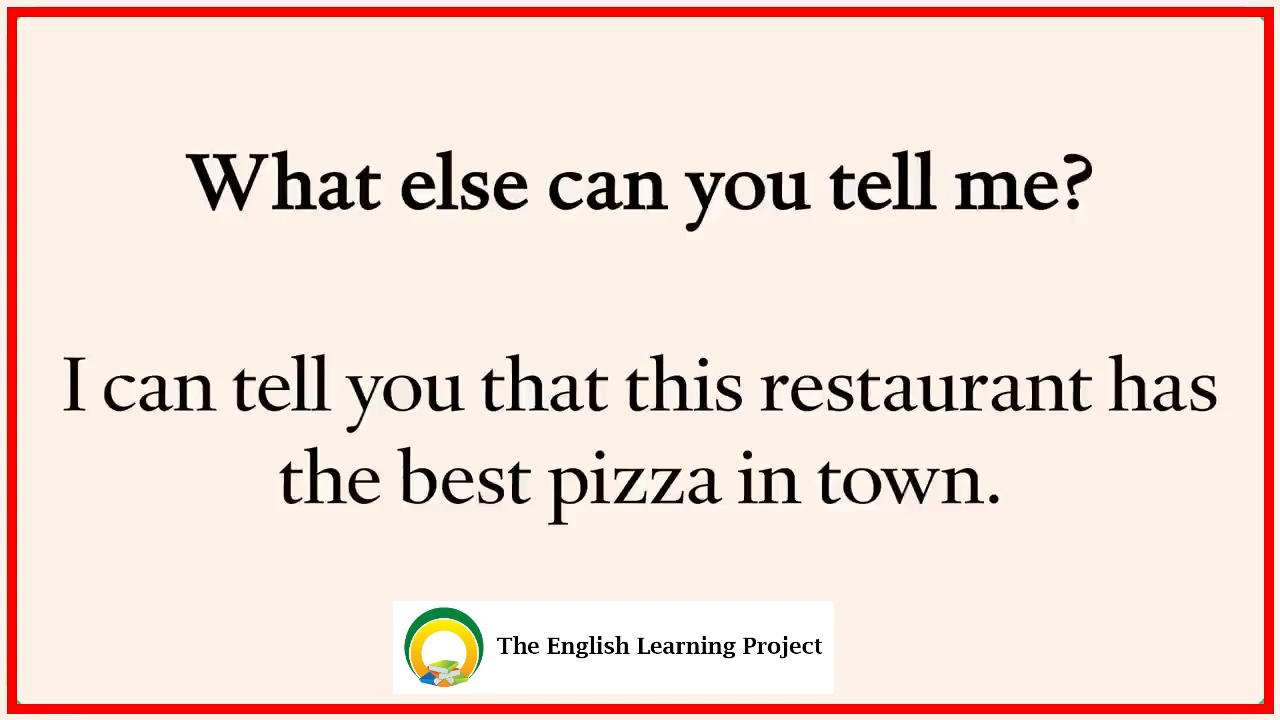 What else can you tell me?
I can tell you that this restaurant has
the best pizza in town.
The English Learning Project